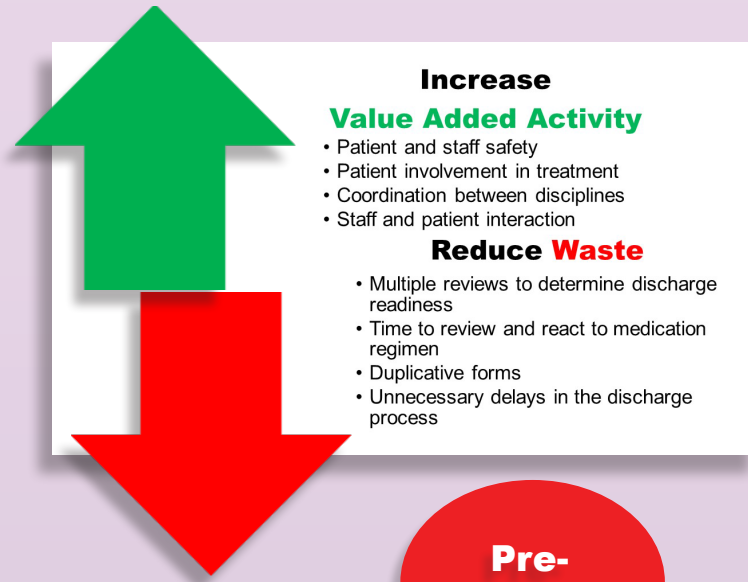 Increase
Value Added Activity
• Patient and staff safety
• Patient involvement in treatment
• Coordination between disciplines
• Staff and patient interaction
Reduce Waste
• Multiple reviews to determine discharge
readiness
• Time to review and react to medication
regimen
• Duplicative forms
• Unnecessary delays in the discharge
process
Pre-